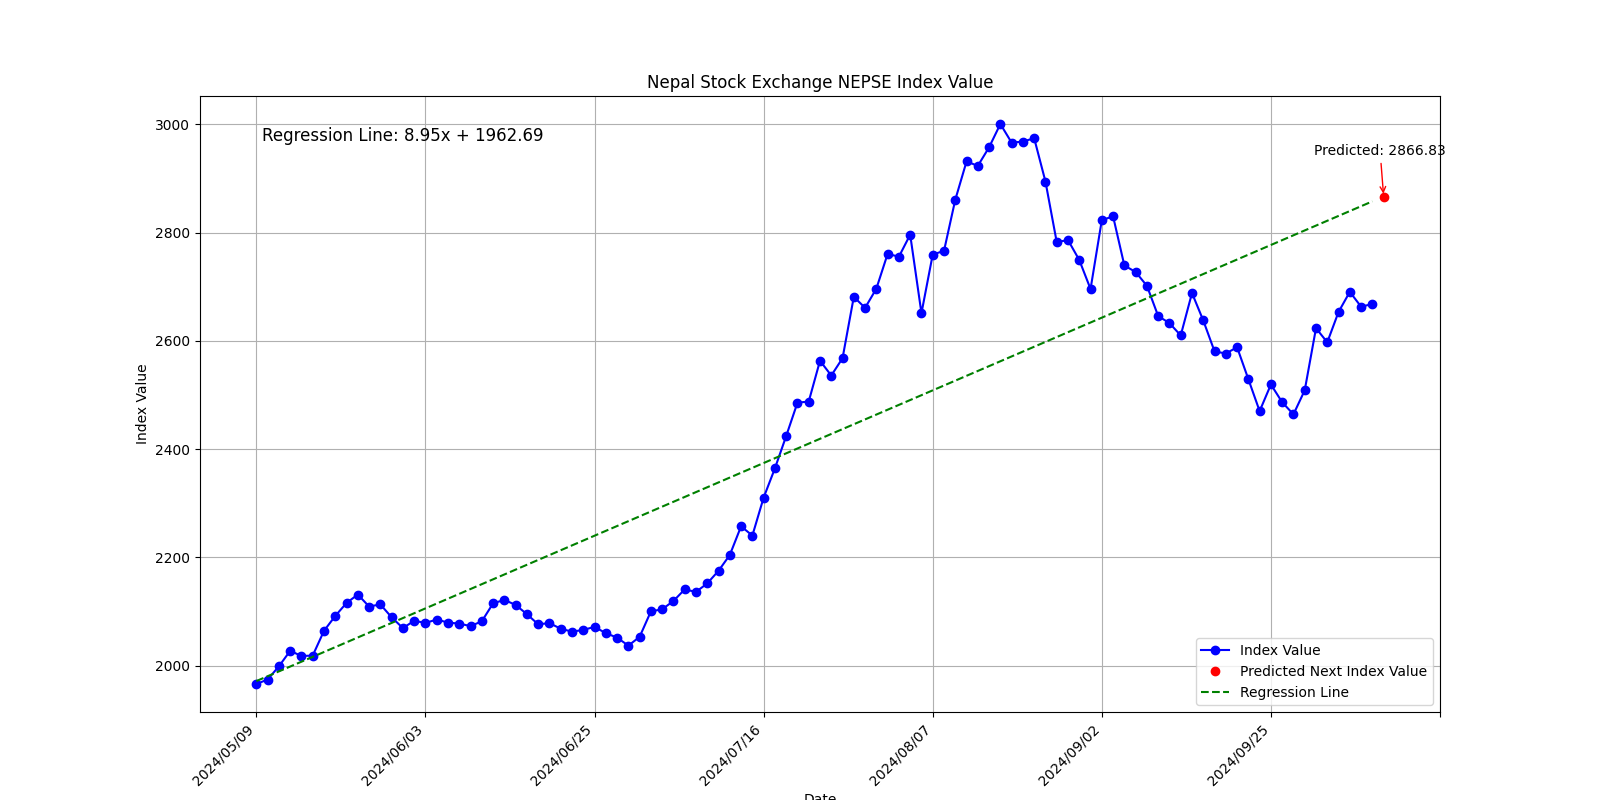 Nepal Stock Exchange NEPSE Index Value
Regression Line: 8.95x + 1962.69
Predicted: 2866.83
3000
2800
2600
2400
2200
2000
Index Value
Index Value
Predicted Next Index Value
Regression Line
2024/05/09
2024/06/03
2024/06/25
2024/07/16
2024/08/07
2024/09/02
2024/09/25
Date